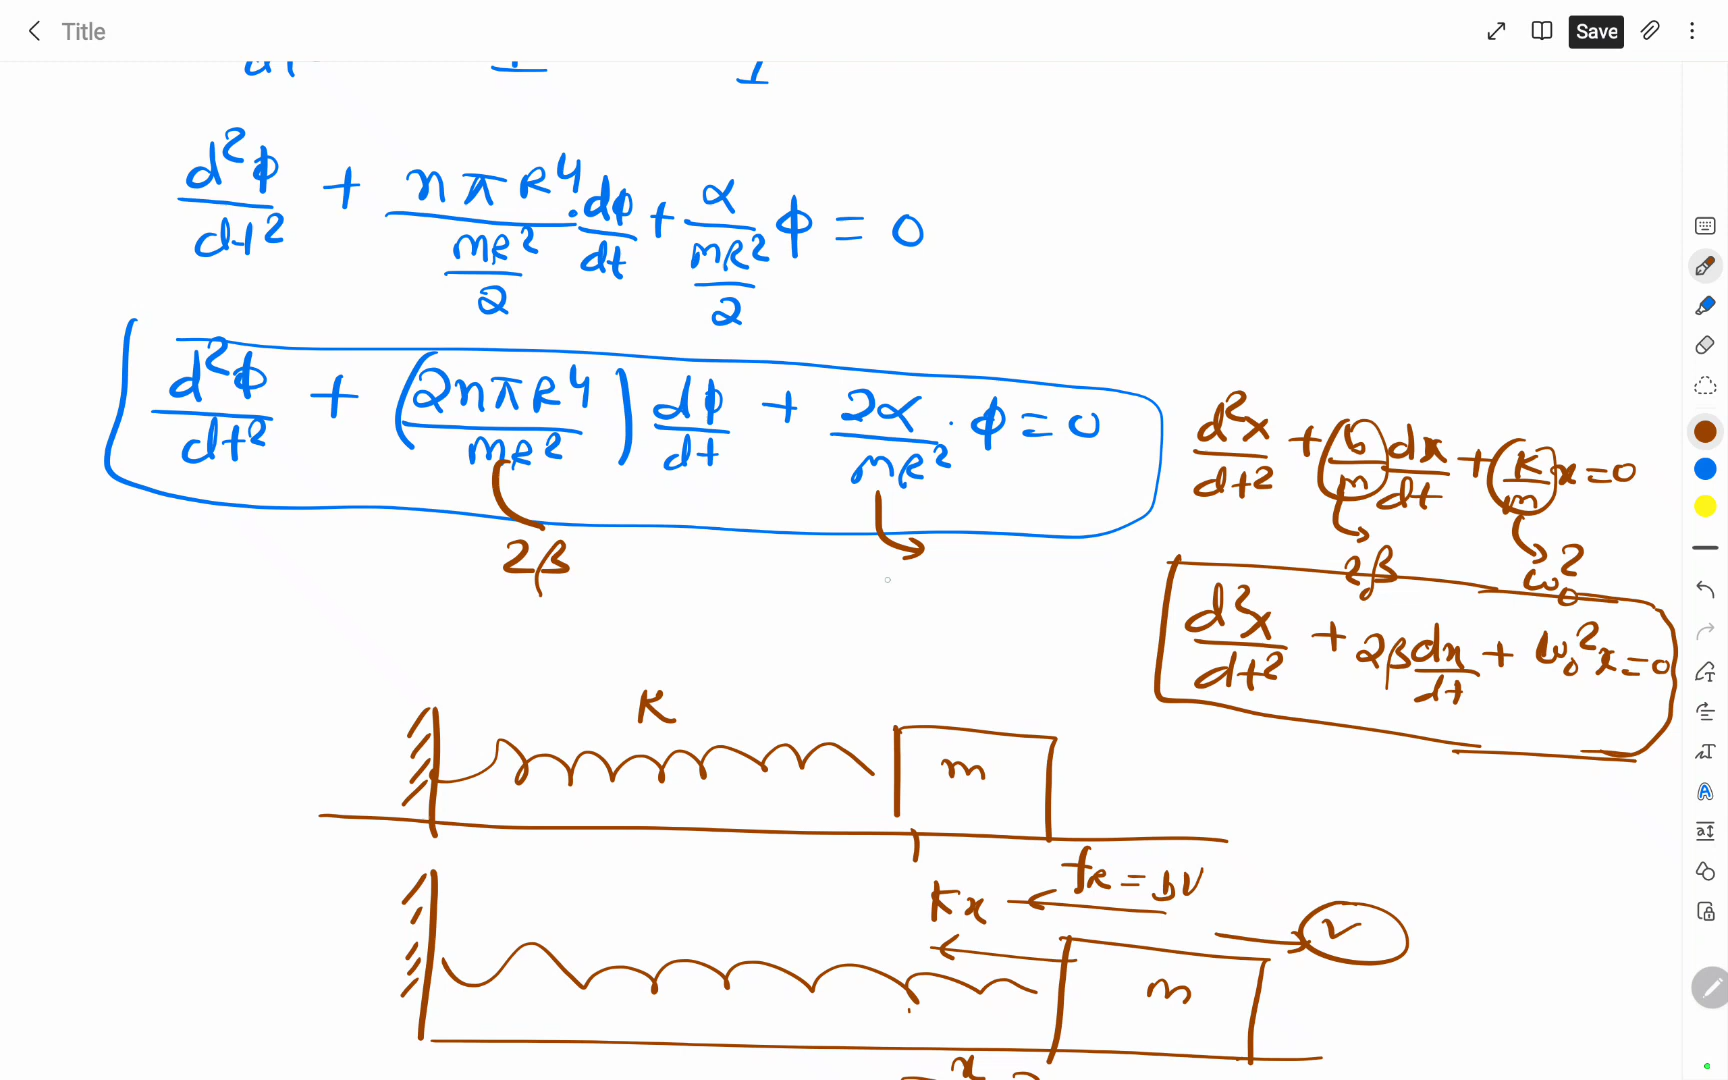 Title
Save
d²ϕ/dt² + nπR⁴/(mR²/2) · dϕ/dt + α/(mR²/2) ϕ = 0
d²ϕ/dt² + (2nπR⁴/mR²) dϕ/dt + 2α/mR² · ϕ = 0
2β
d²x/dt² + b/m dx/dt + K/m x = 0
2β
ω₀²
d²x/dt² + 2β dx/dt + ω₀² x = 0
K
m
fR = bV
Kx
V
m
x